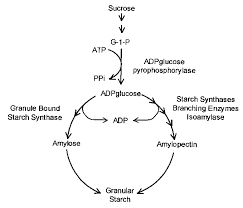 Sucrose
G-1-P
ATP
ADPglucose
pyrophosphorylase
PPi
ADPglucose
Granule Bound
Starch Synthase
Starch Synthases
Branching Enzymes
Isoamylase
ADP
Amylose
Amylopectin
Granular
Starch